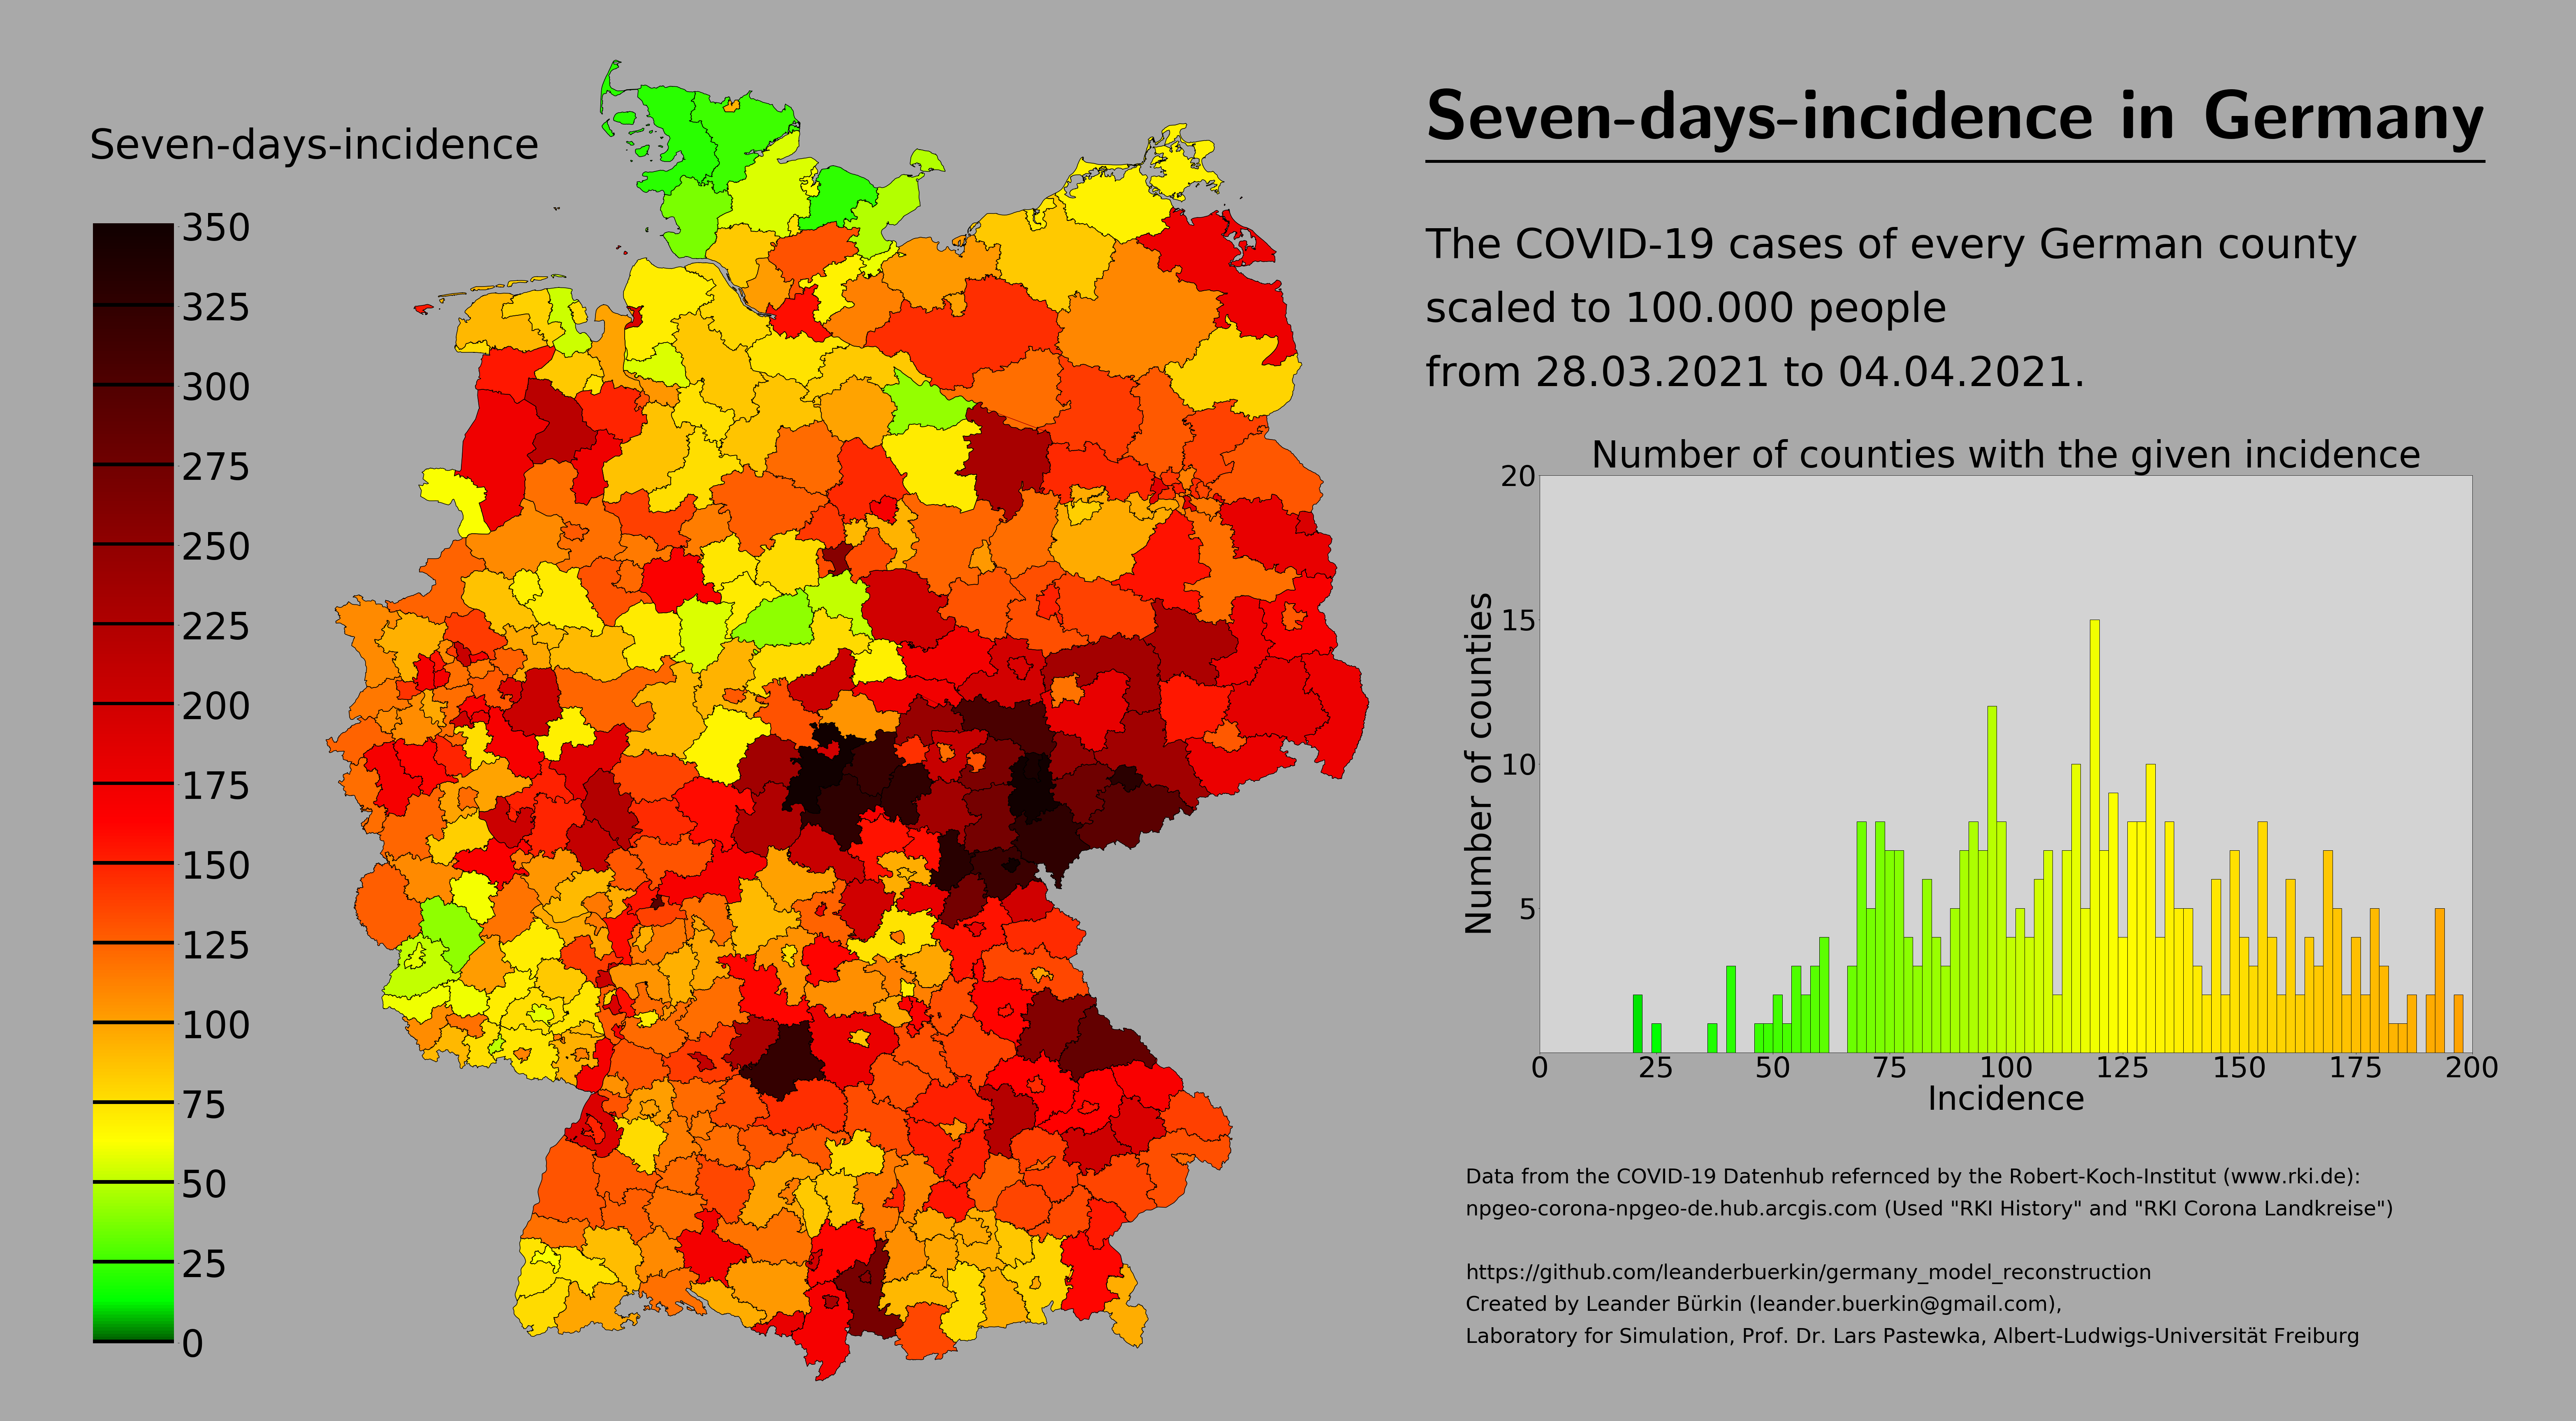 Seven-days-incidence
350
325
300
275
250
225
200
175
150
125
100
75
50
25
0
Seven-days-incidence in Germany
The COVID-19 cases of every German county
scaled to 100.000 people
from 28.03.2021 to 04.04.2021.
Number of counties with the given incidence
20
15
10
5
Number of counties
0 25 50 75 100 125 150 175 200
Incidence
Data from the COVID-19 Datenhub refernced by the Robert-Koch-Institut (www.rki.de):
npgeo-corona-npgeo-de.hub.arcgis.com (Used "RKI History" and "RKI Corona Landkreise")
https://github.com/leanderbuerkin/germany_model_reconstruction
Created by Leander Bürkin (leander.buerkin@gmail.com),
Laboratory for Simulation, Prof. Dr. Lars Pastewka, Albert-Ludwigs-Universität Freiburg